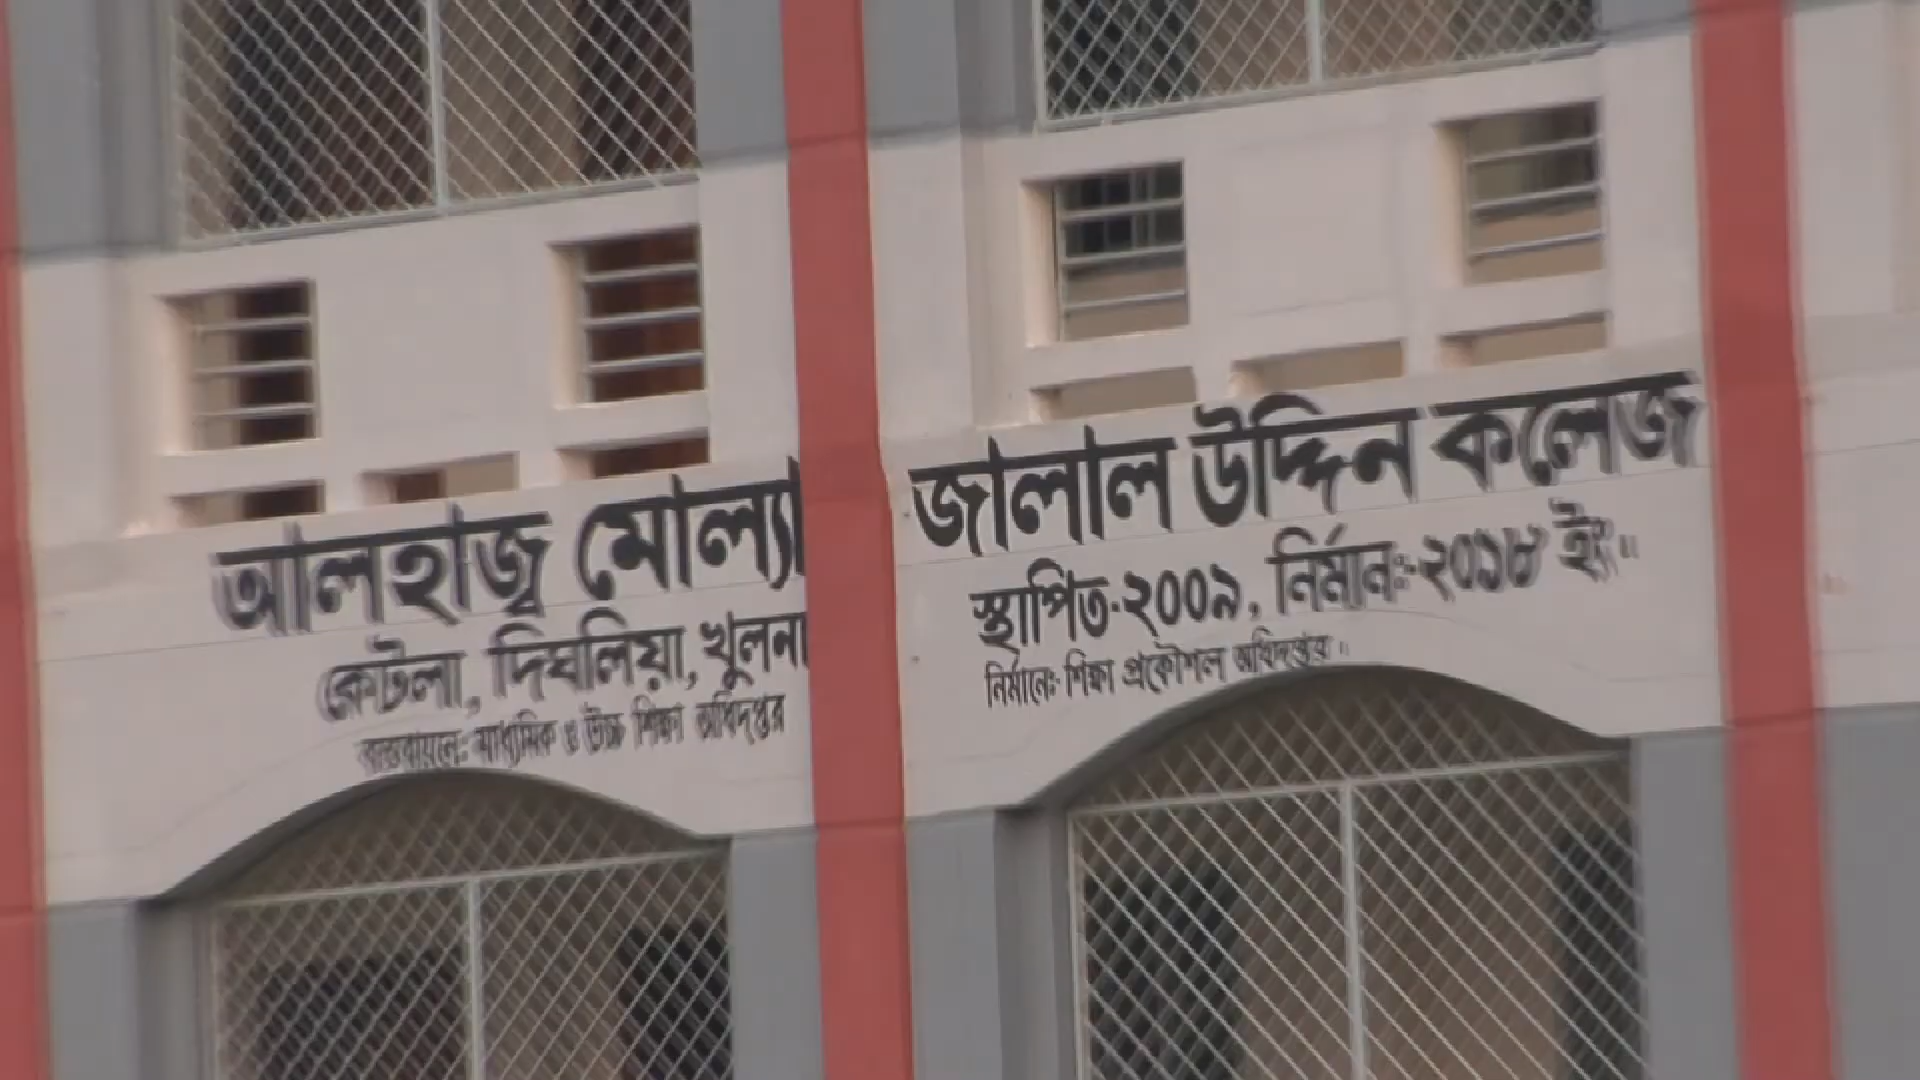 আলহাজ্ব মোল্যা জালাল উদ্দিন কলেজ
কেটলা, দিঘলিয়া, খুলনা
স্থাপিত-২০০৯, নির্মানঃ-২০১৮ ইং।
বাস্তবায়নেঃ মাধ্যমিক ও উচ্চ শিক্ষা অধিদপ্তর
নির্মানেঃ-শিক্ষা প্রকৌশল অধিদপ্তর।